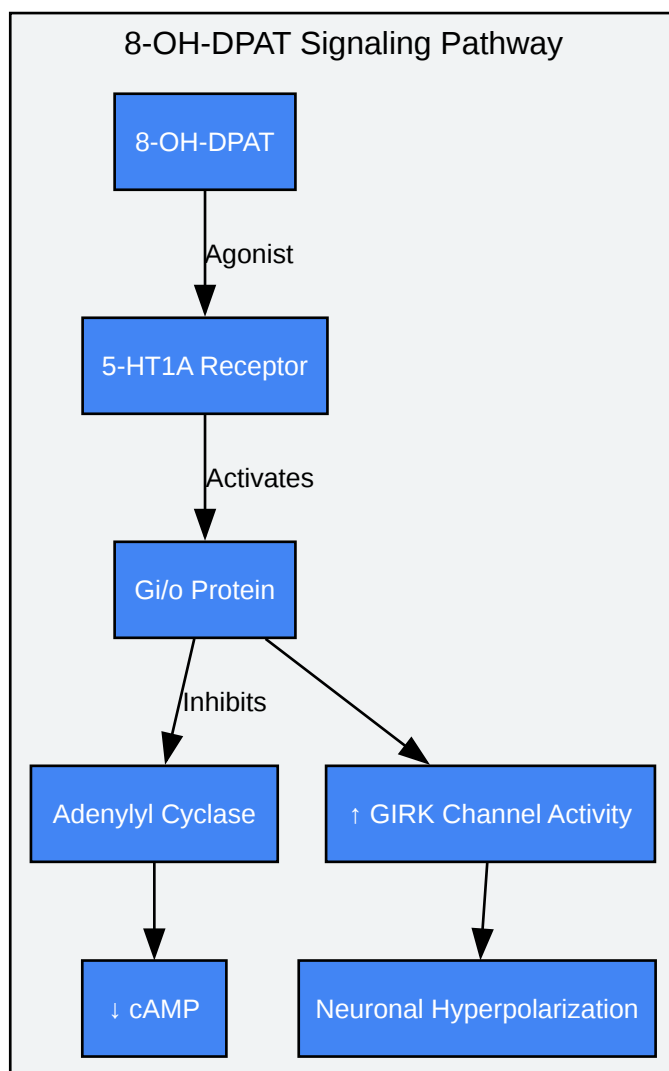 8-OH-DPAT Signaling Pathway
8-OH-DPAT
Agonist
5-HT1A Receptor
Activates
Gi/o Protein
Inhibits
Adenylyl Cyclase
↑ GIRK Channel Activity
↓ cAMP
Neuronal Hyperpolarization